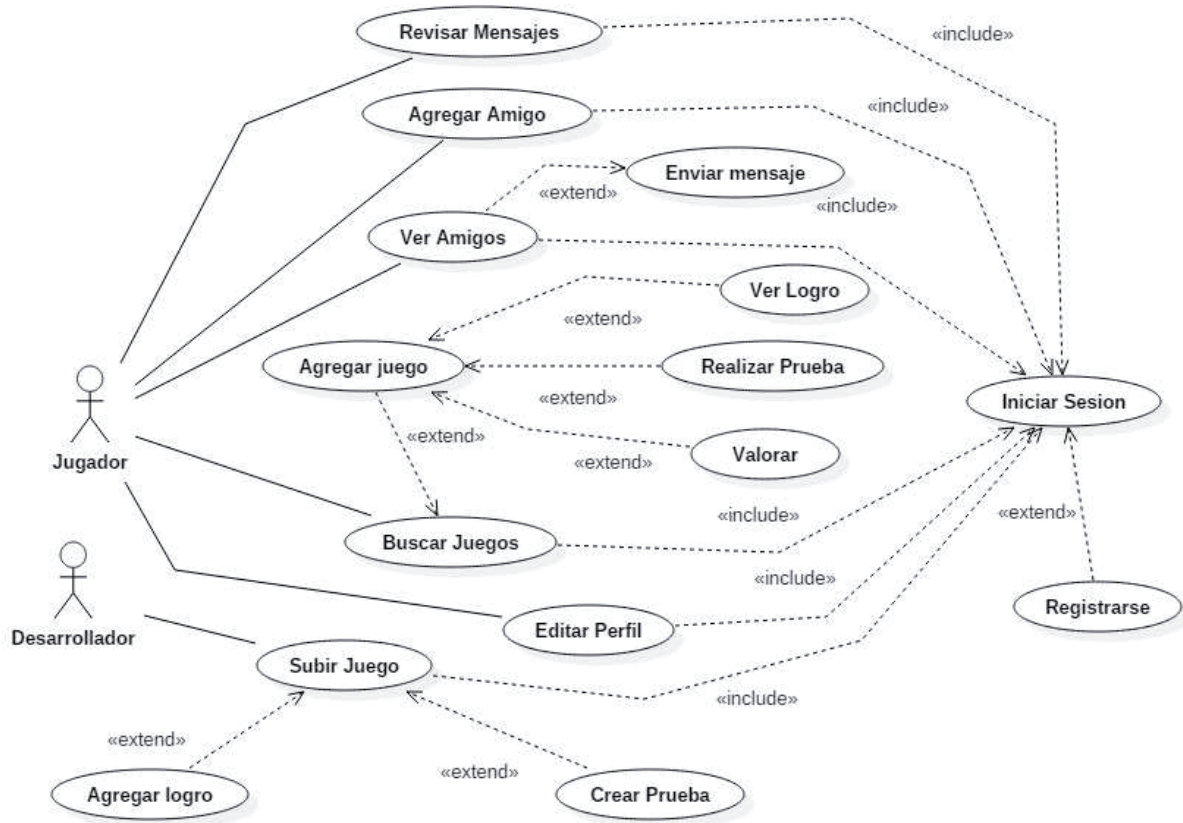 Revisar Mensajes
«include»
Agregar Amigo
«include»
Enviar mensaje
«extend»
«include»
Ver Amigos
Ver Logro
«extend»
Agregar juego
Realizar Prueba
«extend»
Iniciar Sesion
«extend»
Valorar
«extend»
Jugador
«include»
«extend»
Buscar Juegos
«include»
Registrarse
Editar Perfil
Desarrollador
Subir Juego
«include»
«extend»
«extend»
Agregar logro
Crear Prueba